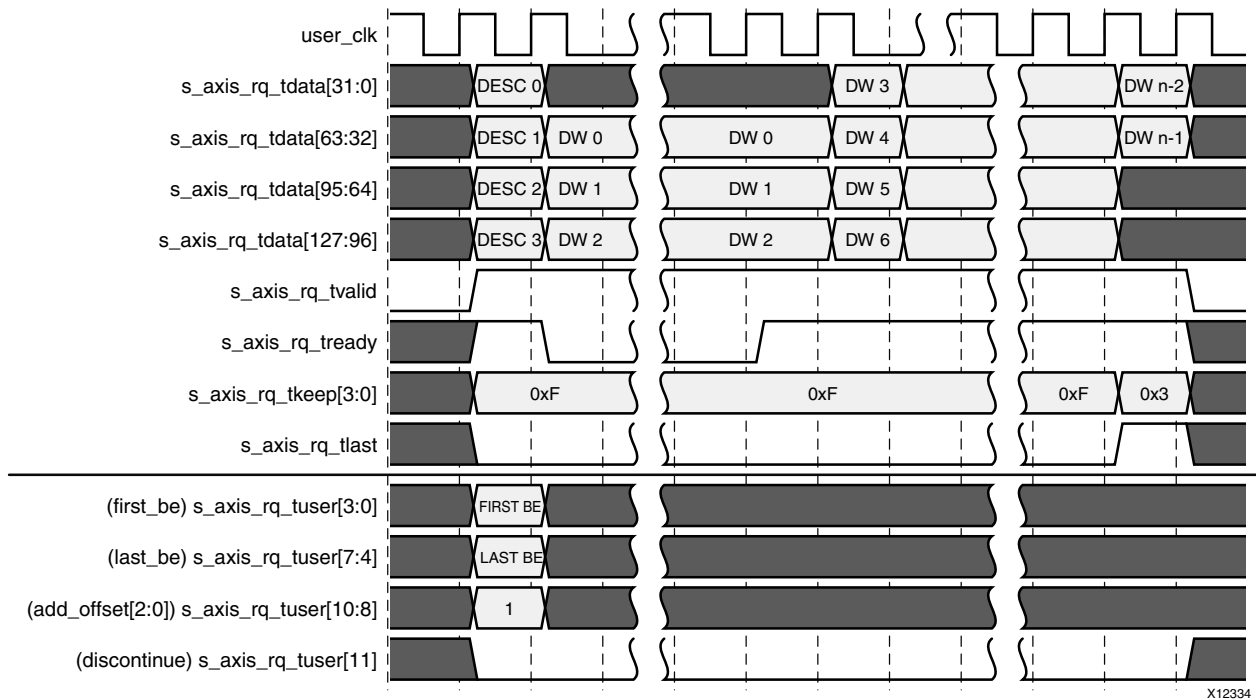 user_clk
s_axis_rq_tdata[31:0] DESC 0 DW 3 DW n-2
s_axis_rq_tdata[63:32] DESC 1 DW 0 DW 0 DW 4 DW n-1
s_axis_rq_tdata[95:64] DESC 2 DW 1 DW 1 DW 5
s_axis_rq_tdata[127:96] DESC 3 DW 2 DW 2 DW 6
s_axis_rq_tvalid
s_axis_rq_tready
s_axis_rq_tkeep[3:0] 0xF 0xF 0xF 0x3
s_axis_rq_tlast
(first_be) s_axis_rq_tuser[3:0] FIRST BE
(last_be) s_axis_rq_tuser[7:4] LAST BE
(add_offset[2:0]) s_axis_rq_tuser[10:8] 1
(discontinue) s_axis_rq_tuser[11]
X12334